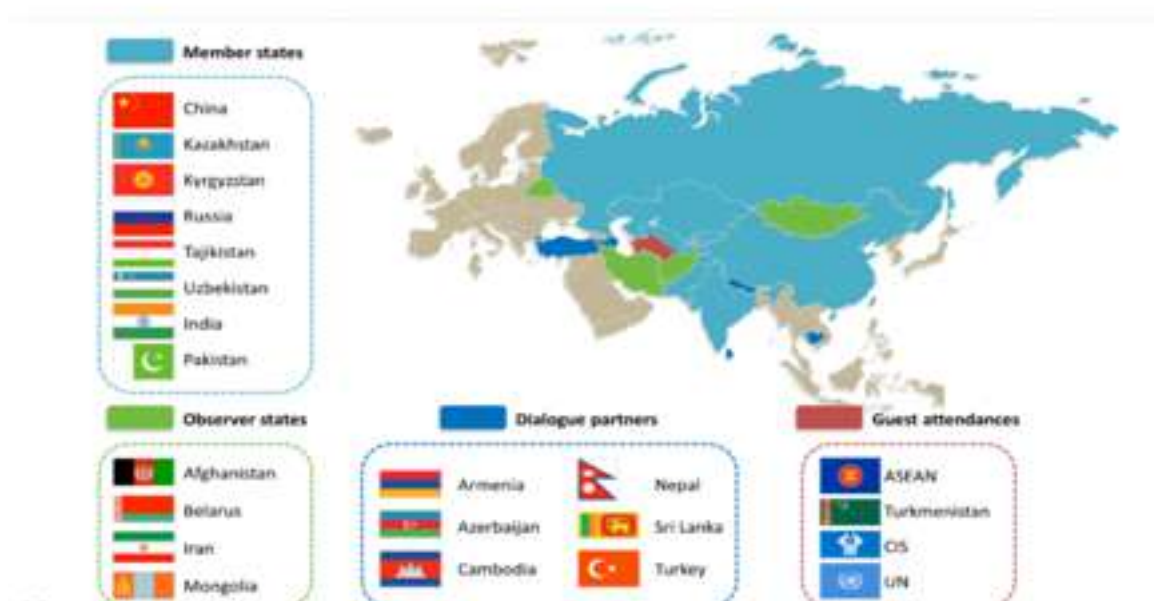 Member states
China
Kazakhstan
Kyrgyzstan
Russia
Tajikistan
Uzbekistan
India
Pakistan
Observer states
Afghanistan
Belarus
Iran
Mongolia
Dialogue partners
Armenia
Azerbaijan
Cambodia
Nepal
Sri Lanka
Turkey
Guest attendances
ASEAN
Turkmenistan
CIS
UN